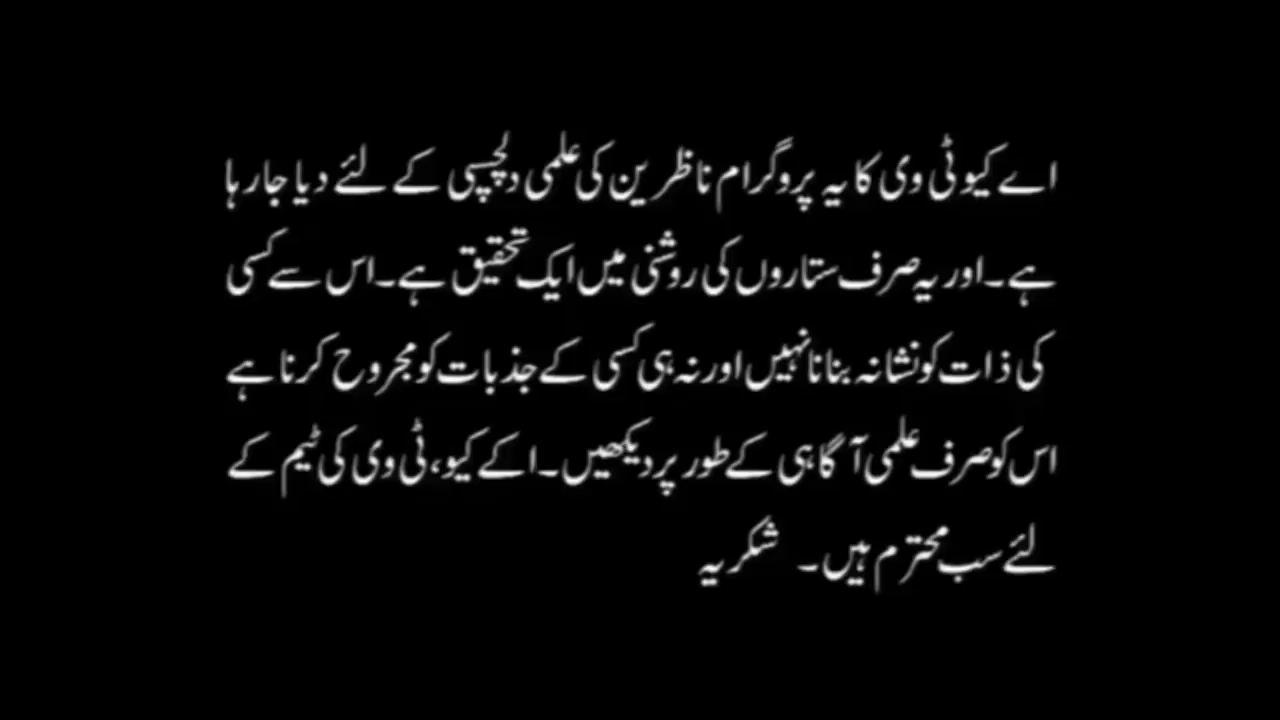 اے کیو ٹی وی کا یہ پروگرام ناظرین کی علمی دلچسپی کے لئے دیا جارہا
ہے۔اور یہ صرف ستاروں کی روشنی میں ایک تحقیق ہے۔اس سے کسی
کی ذات کو نشانہ بنانا نہیں اور نہ ہی کسی کے جذبات کو مجروح کرنا ہے
اس کو صرف علمی آگاہی کے طور پر دیکھیں۔اکے کیو،ٹی وی کی ٹیم کے
لئے سب محترم ہیں۔ شکریہ